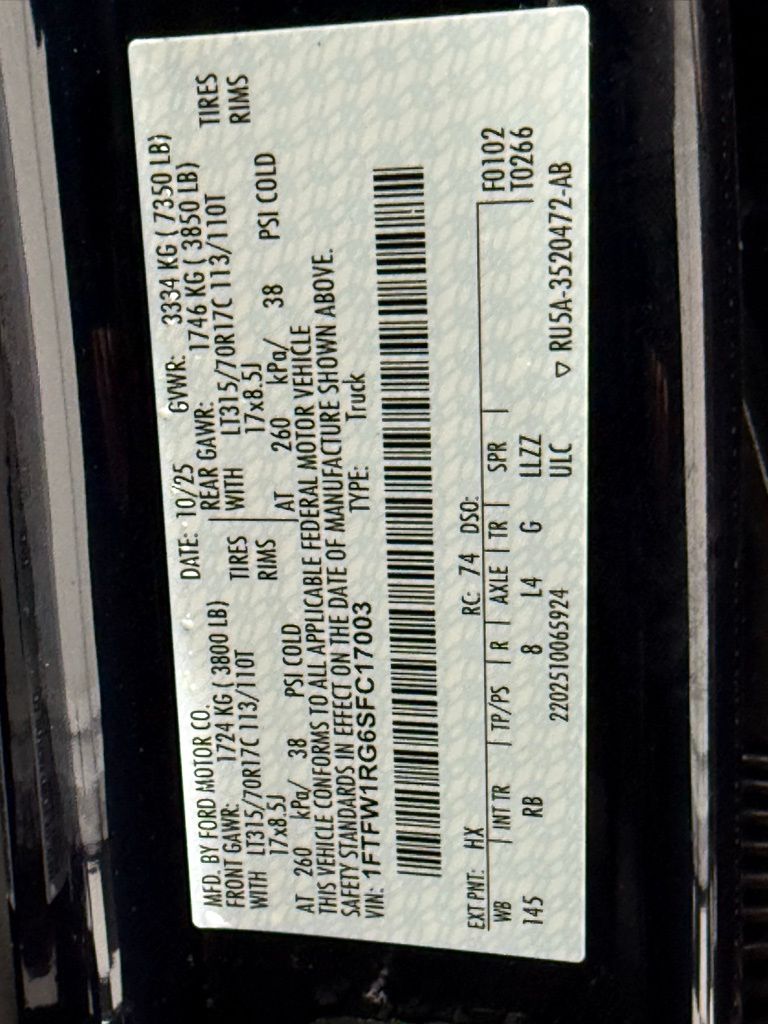 MFD. BY FORD MOTOR CO.
DATE: 10/25 GVWR: 3334 KG ( 7350 LB)
FRONT GAWR: 1724 KG ( 3800 LB) REAR GAWR: 1746 KG ( 3850 LB)
WITH LT315/70R17C 113/110T TIRES WITH LT315/70R17C 113/110T TIRES
17x8.5J RIMS 17x8.5J RIMS
AT 260 kPa/ 38 PSI COLD AT 260 kPa/ 38 PSI COLD
THIS VEHICLE CONFORMS TO ALL APPLICABLE FEDERAL MOTOR VEHICLE
SAFETY STANDARDS IN EFFECT ON THE DATE OF MANUFACTURE SHOWN ABOVE.
VIN: 1FTFW1RG6SFC17003 TYPE: Truck
EXT PNT: HX RC: 74 DSO: F0102
WB INT TR TP/PS R AXLE TR SPR T0266
145 RB 8 L4 G LLZZ
2202510065924 ULC ▽ RU5A-3520472-AB